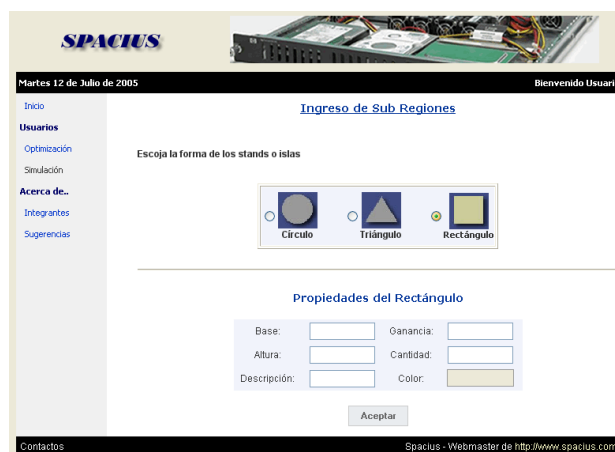 SPACIUS
Martes 12 de Julio de 2005 Bienvenido Usuari
Inicio
Usuarios
Optimización
Simulación
Acerca de..
Integrantes
Sugerencias
Ingreso de Sub Regiones
Escoja la forma de los stands o islas
Círculo Triángulo Rectángulo
Propiedades del Rectángulo
Base: Ganancia:
Altura: Cantidad:
Descripción: Color:
Aceptar
Contactos Spacius - Webmaster de http://www.spacius.com